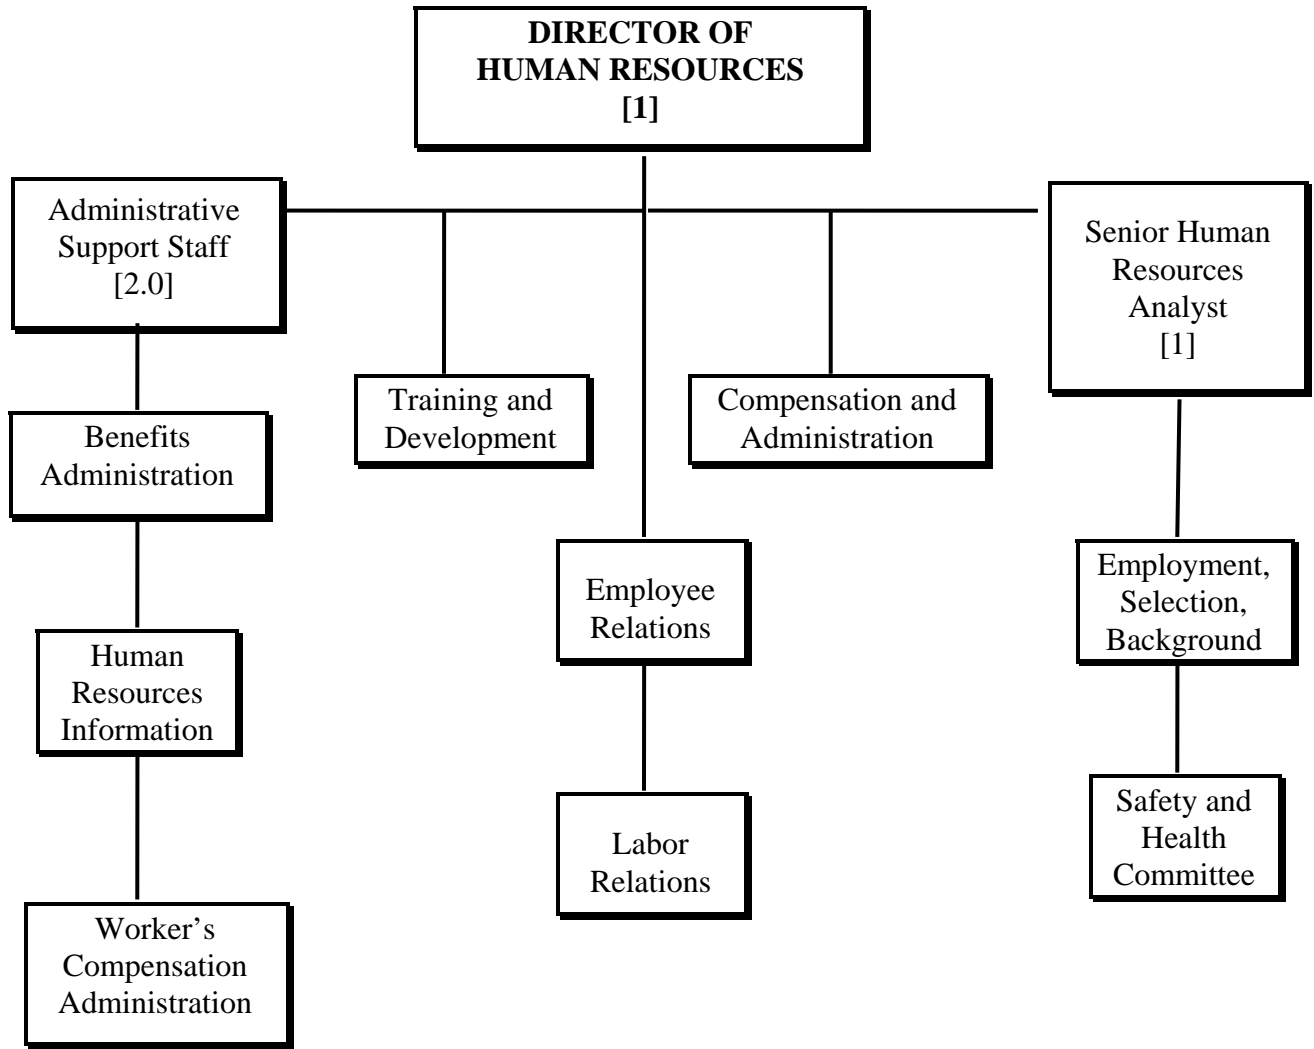 DIRECTOR OF
HUMAN RESOURCES
[1]
Administrative
Support Staff
[2.0]
Senior Human
Resources
Analyst
[1]
Training and
Development
Compensation and
Administration
Benefits
Administration
Employee
Relations
Employment,
Selection,
Background
Human
Resources
Information
Labor
Relations
Safety and
Health
Committee
Worker’s
Compensation
Administration